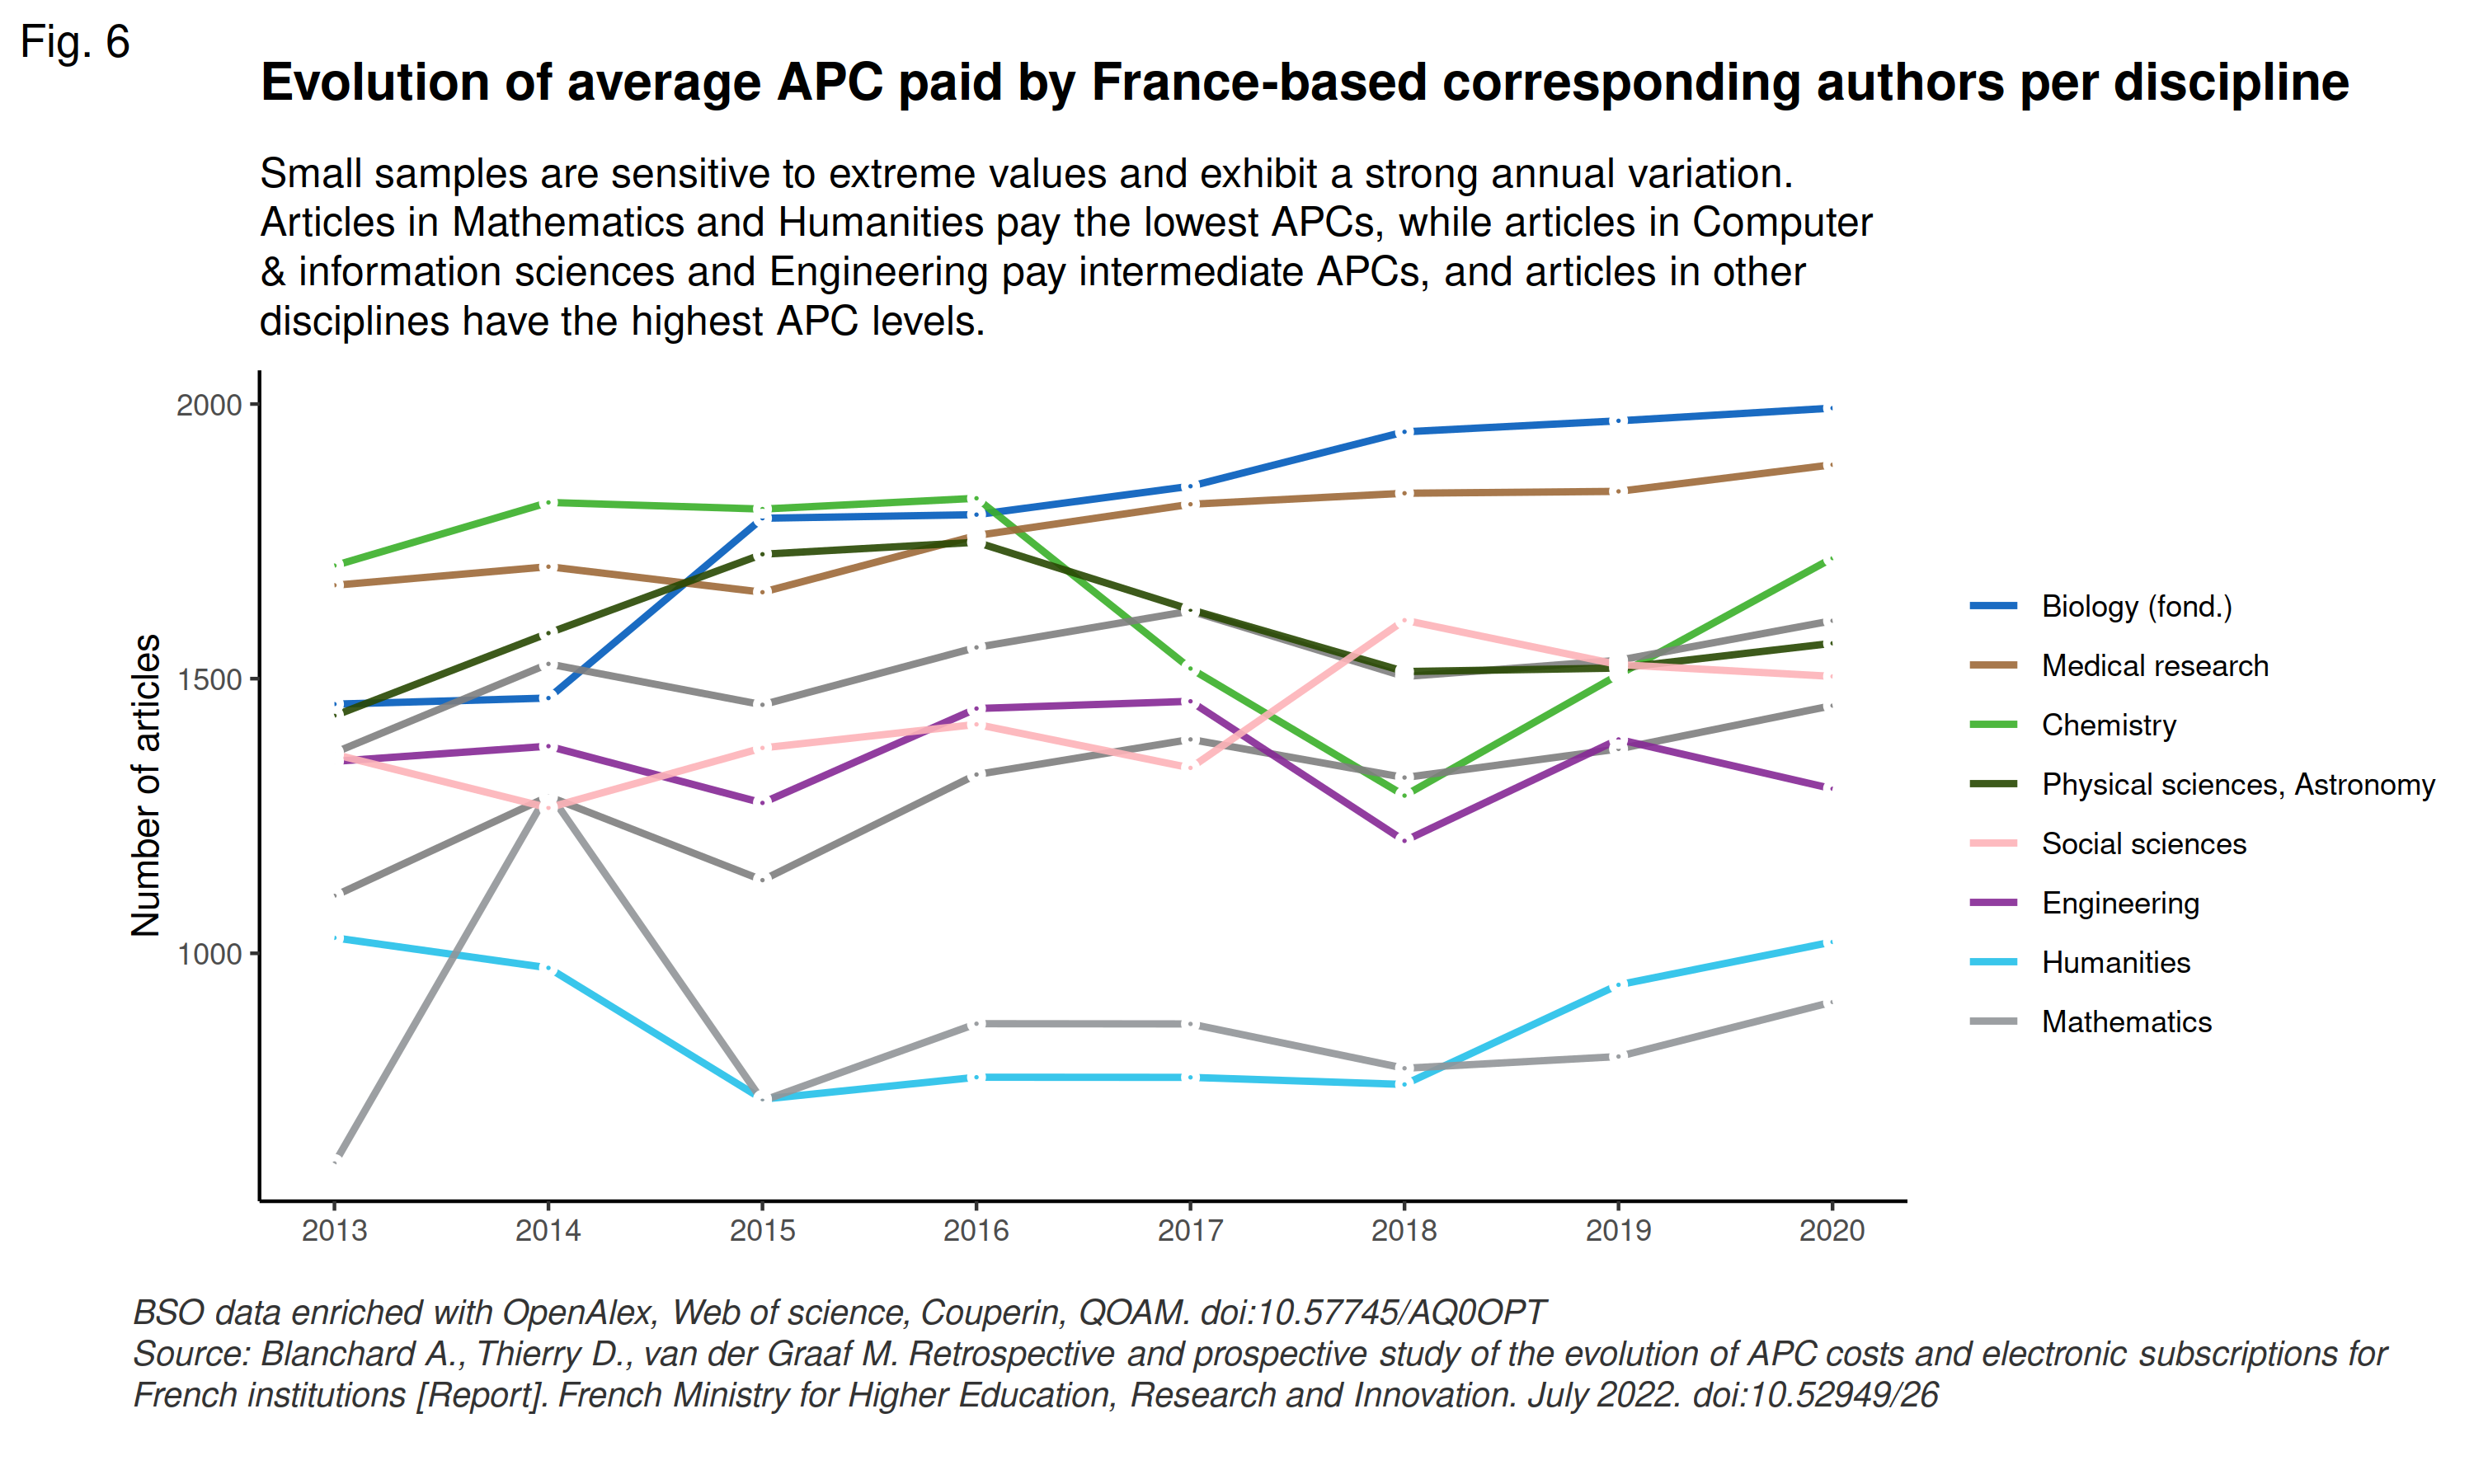 Fig. 6
Evolution of average APC paid by France-based corresponding authors per discipline
Small samples are sensitive to extreme values and exhibit a strong annual variation.
Articles in Mathematics and Humanities pay the lowest APCs, while articles in Computer
& information sciences and Engineering pay intermediate APCs, and articles in other
disciplines have the highest APC levels.
Number of articles
2000
1500
1000
2013 2014 2015 2016 2017 2018 2019 2020
Biology (fond.)
Medical research
Chemistry
Physical sciences, Astronomy
Social sciences
Engineering
Humanities
Mathematics
BSO data enriched with OpenAlex, Web of science, Couperin, QOAM. doi:10.57745/AQ0OPT
Source: Blanchard A., Thierry D., van der Graaf M. Retrospective and prospective study of the evolution of APC costs and electronic subscriptions for
French institutions [Report]. French Ministry for Higher Education, Research and Innovation. July 2022. doi:10.52949/26